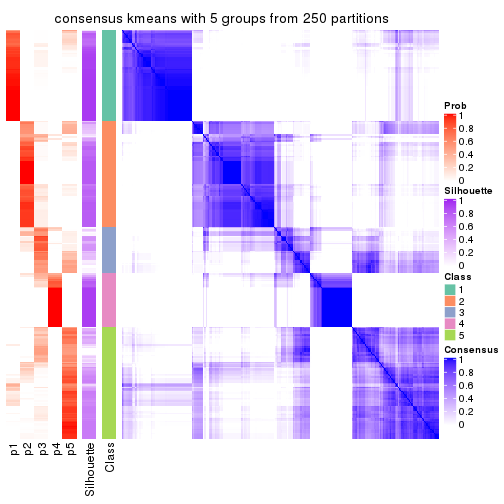 consensus kmeans with 5 groups from 250 partitions
Prob
1
0.8
0.6
0.4
0.2
0
Silhouette
1
0.8
0.6
0.4
0.2
0
Class
1
2
3
4
5
Consensus
1
0.8
0.6
0.4
0.2
0
p1
p2
p3
p4
p5
Silhouette
Class